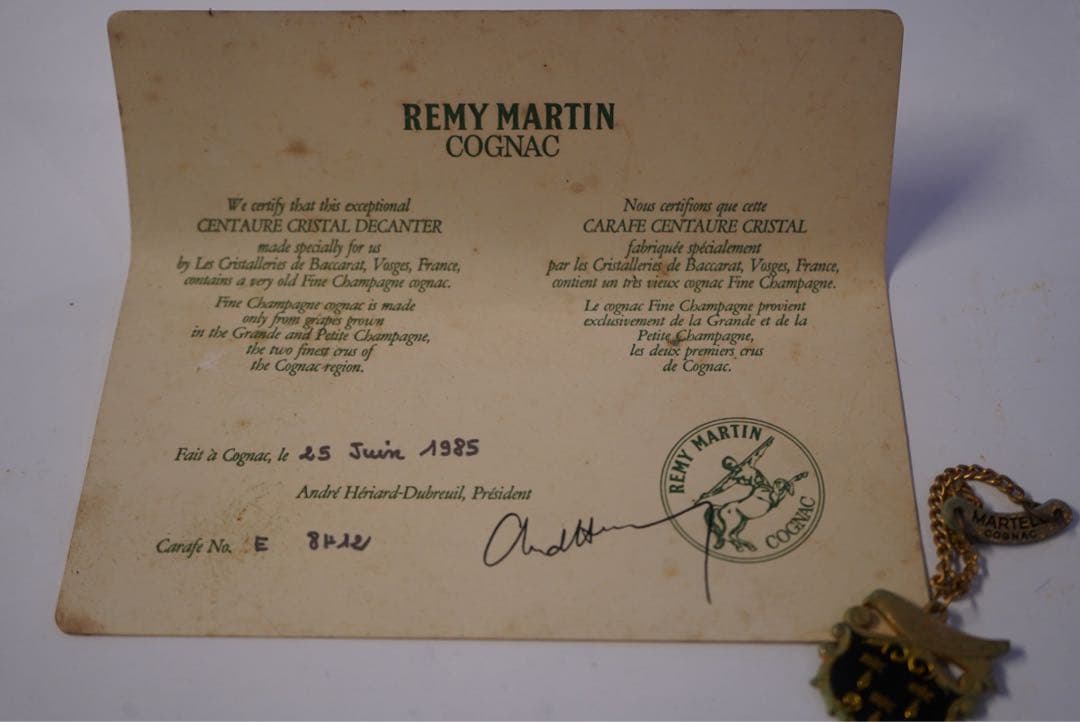 REMY MARTIN
COGNAC
We certify that this exceptional
CENTAURE CRISTAL DECANTER
made specially for us
by Les Cristalleries de Baccarat, Vosges, France,
contains a very old Fine Champagne cognac.
Fine Champagne cognac is made
only from grapes grown
in the Grande and Petite Champagne,
the two finest crus of
the Cognac region.
Nous certifions que cette
CARAFE CENTAURE CRISTAL
fabriquée spécialement
par les Cristalleries de Baccarat, Vosges, France,
contient un très vieux cognac Fine Champagne.
Le cognac Fine Champagne provient
exclusivement de la Grande et de la
Petite Champagne,
les deux premiers crus
de Cognac.
Fait à Cognac, le 25 Juin 1985
André Hériard-Dubreuil, Président
Carafe No. E 8412
REMY MARTIN
COGNAC
MARTELL
COGNAC